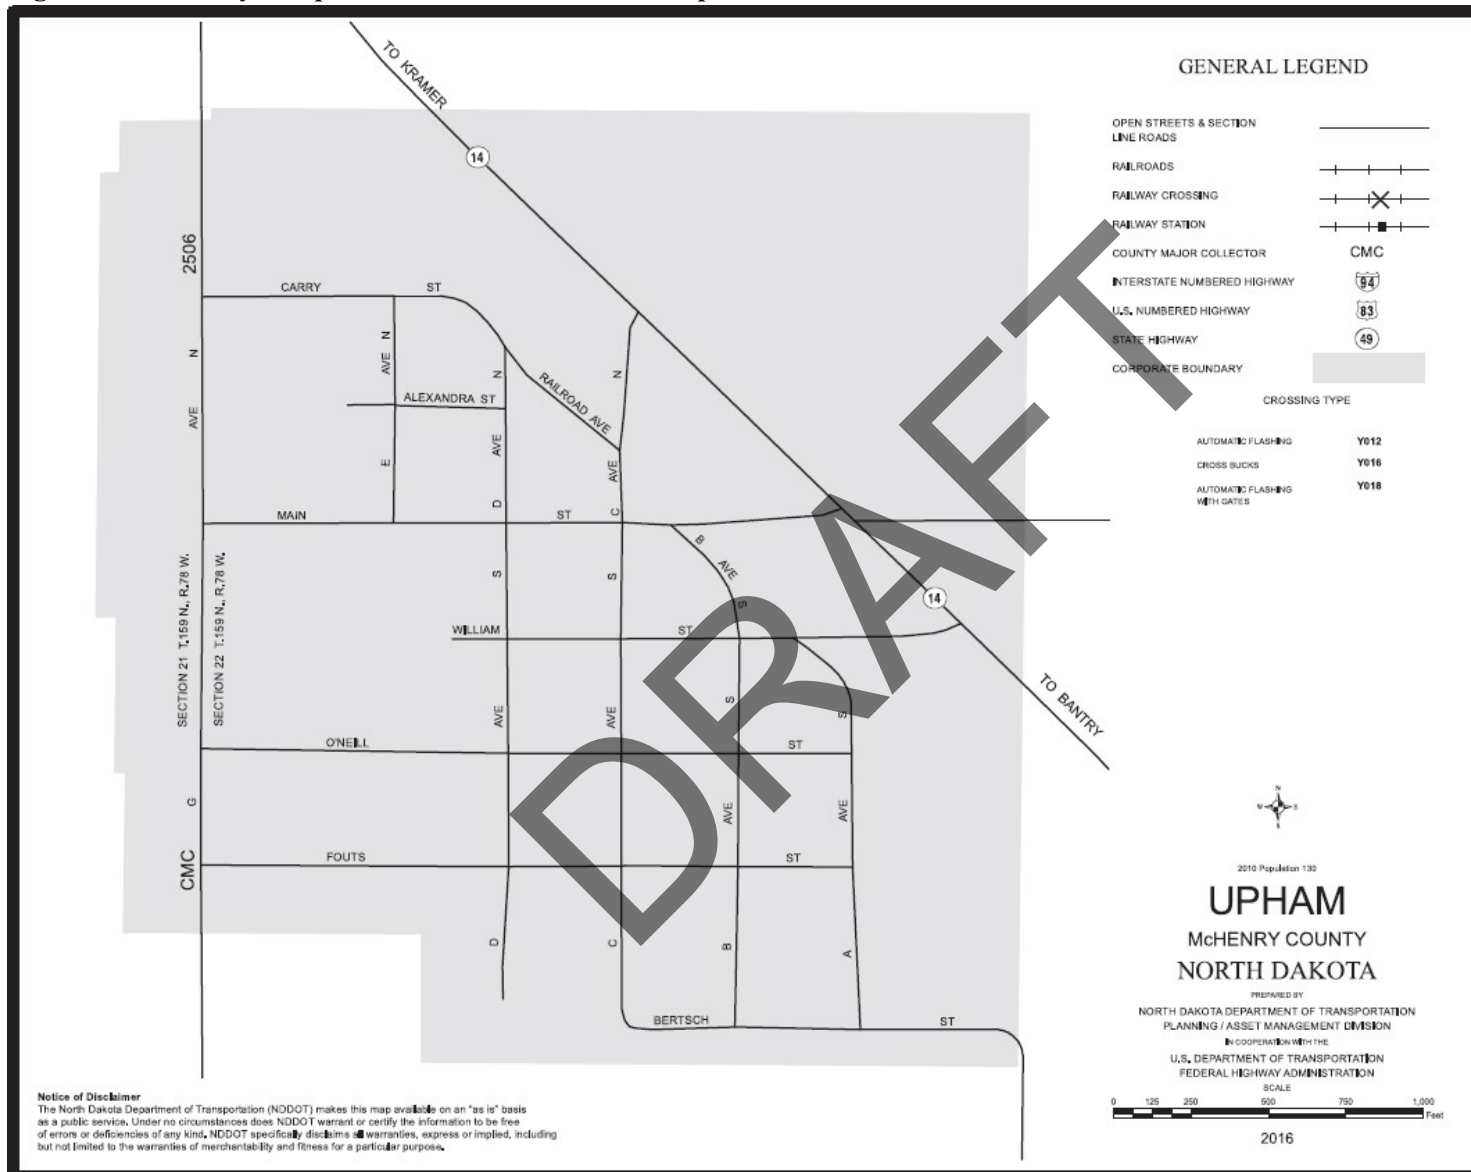 TO KRAMER
14
2506
CARRY ST
AVE N
N
AVE N
E
ALEXANDRA ST
N
AVE
D
RAILROAD AVE
N
AVE
C
MAIN ST
B AVE S
S
S
14
SECTION 21 T.159 N., R.78 W.
SECTION 22 T.159 N., R.78 W.
WILLIAM ST
TO BANTRY
AVE
AVE
S
S
O'NEILL ST
G
AVE
AVE
CMC
FOUTS ST
D
C
B
A
BERTSCH ST
DRAFT
GENERAL LEGEND
OPEN STREETS & SECTION
LINE ROADS
RAILROADS
RAILWAY CROSSING
RAILWAY STATION
COUNTY MAJOR COLLECTOR CMC
INTERSTATE NUMBERED HIGHWAY 94
U.S. NUMBERED HIGHWAY 83
STATE HIGHWAY 49
CORPORATE BOUNDARY
CROSSING TYPE
AUTOMATIC FLASHING Y012
CROSS BUCKS Y016
AUTOMATIC FLASHING Y018
WITH GATES
N
W E
S
2010 Population 130
UPHAM
McHENRY COUNTY
NORTH DAKOTA
PREPARED BY
NORTH DAKOTA DEPARTMENT OF TRANSPORTATION
PLANNING / ASSET MANAGEMENT DIVISION
IN COOPERATION WITH THE
U.S. DEPARTMENT OF TRANSPORTATION
FEDERAL HIGHWAY ADMINISTRATION
SCALE
0 125 250 500 750 1,000
Feet
2016
Notice of Disclaimer
The North Dakota Department of Transportation (NDDOT) makes this map available on an "as is" basis
as a public service. Under no circumstances does NDDOT warrant or certify the information to be free
of errors or deficiencies of any kind. NDDOT specifically disclaims all warranties, express or implied, including
but not limited to the warranties of merchantability and fitness for a particular purpose.